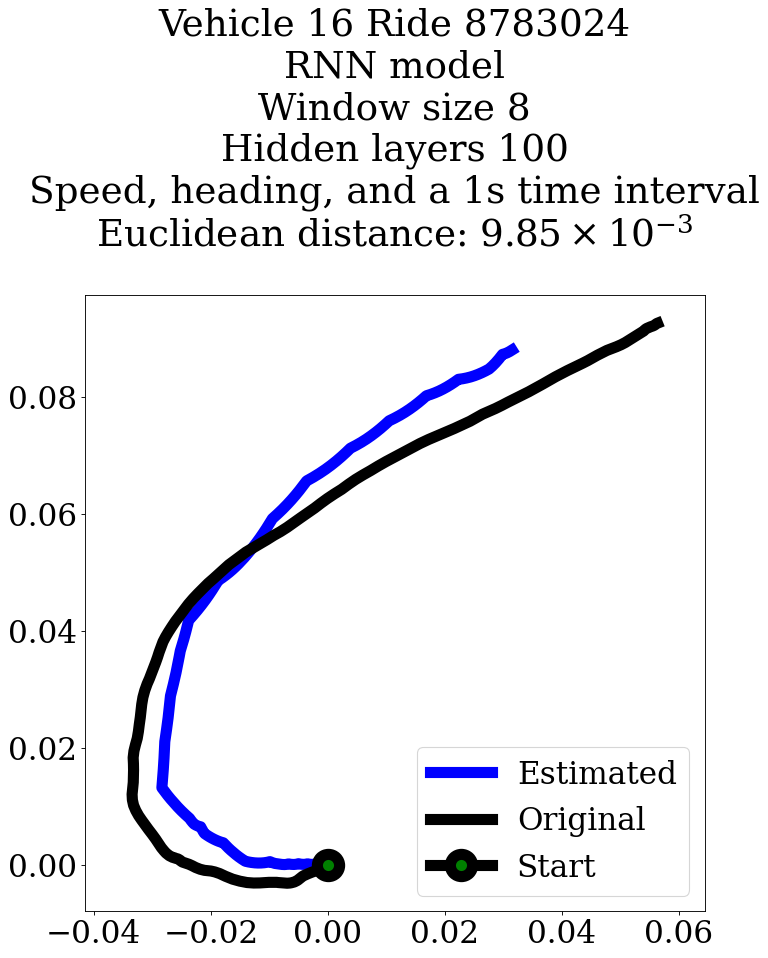 Vehicle 16 Ride 8783024
RNN model
Window size 8
Hidden layers 100
Speed, heading, and a 1s time interval
Euclidean distance: 9.85 × 10⁻³
0.08
0.06
0.04
0.02
0.00
Estimated
Original
Start
−0.04 −0.02 0.00 0.02 0.04 0.06